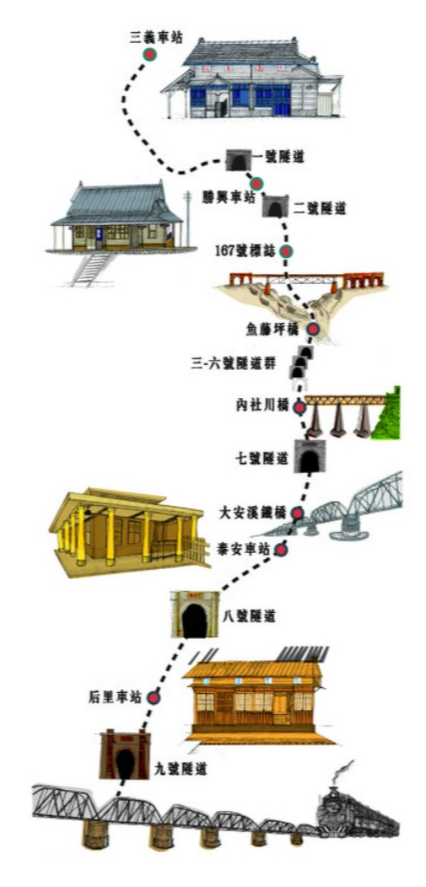 三義車站
一號隧道
勝興車站
二號隧道
167號標誌
魚藤坪橋
三-六號隧道群
內社川橋
七號隧道
大安溪鐵橋
泰安車站
八號隧道
后里車站
九號隧道